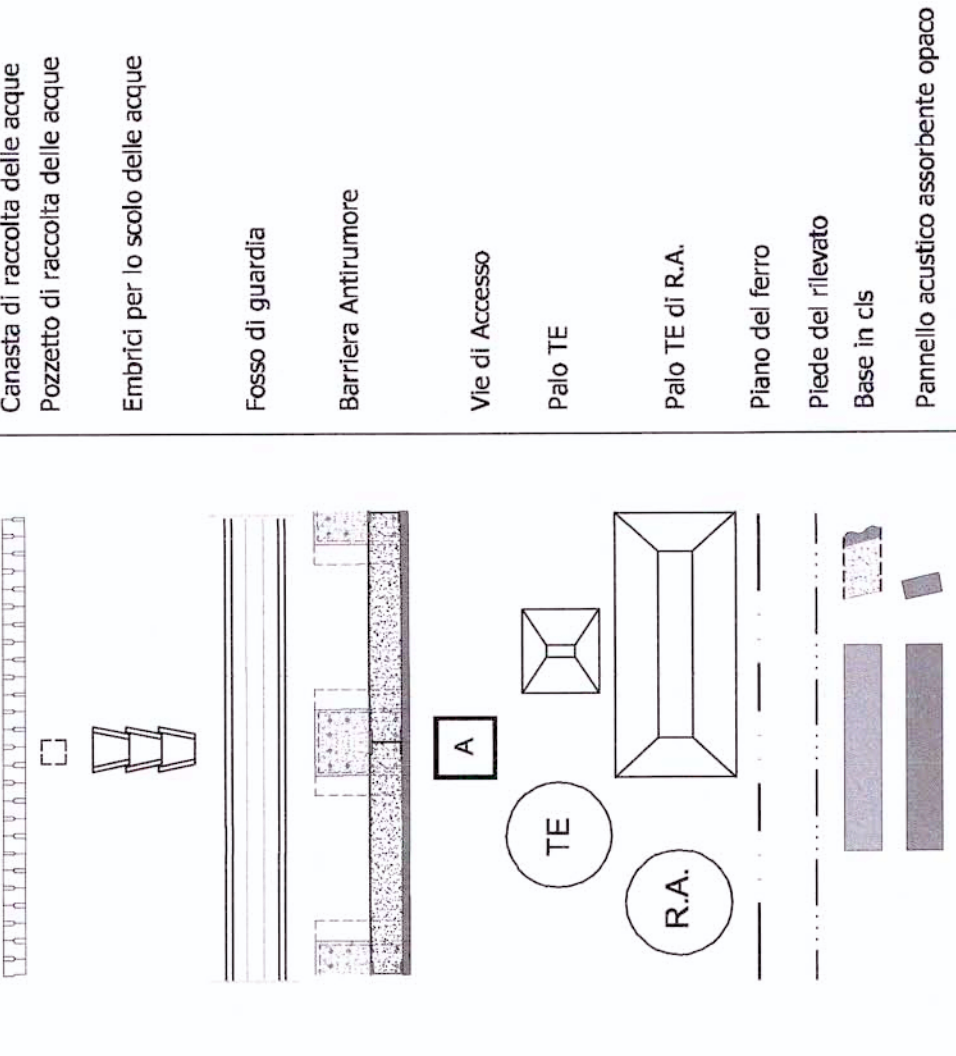 Canasta di raccolta delle acque
Pozzetto di raccolta delle acque
Embrici per lo scolo delle acque
Fosso di guardia
Barriera Antirumore
A
Vie di Accesso
TE
Palo TE
R.A.
Palo TE di R.A.
Piano del ferro
Piede del rilevato
Base in cls
Pannello acustico assorbente opaco